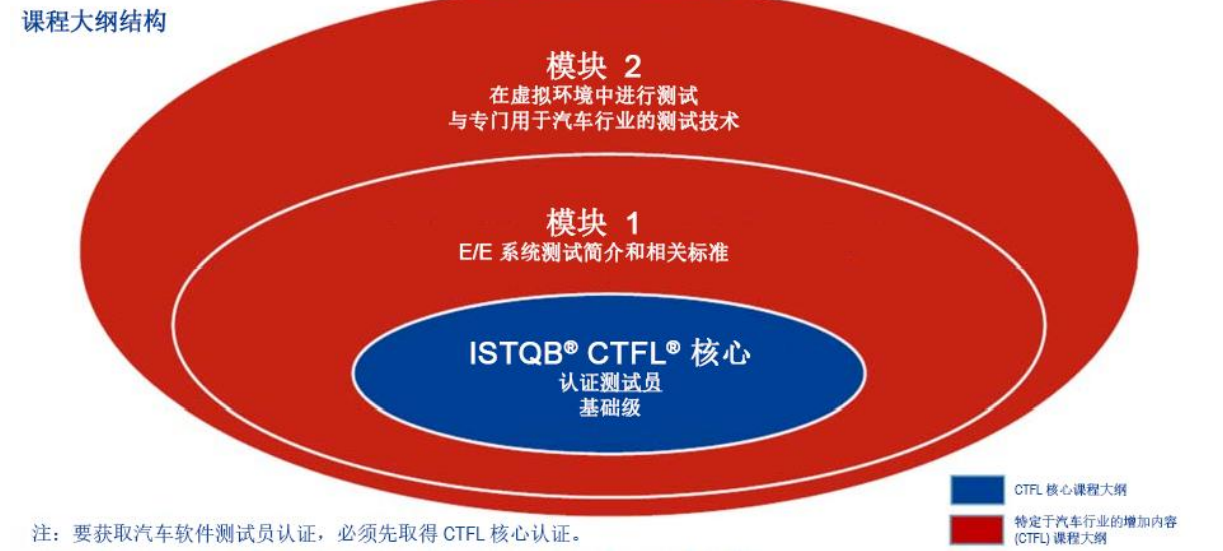 课程大纲结构
模块 2
在虚拟环境中进行测试
与专门用于汽车行业的测试技术
模块 1
E/E 系统测试简介和相关标准
ISTQB® CTFL® 核心
认证测试员
基础级
CTFL 核心课程大纲
特定于汽车行业的增加内容
(CTFL) 课程大纲
注：要获取汽车软件测试员认证，必须先取得 CTFL 核心认证。